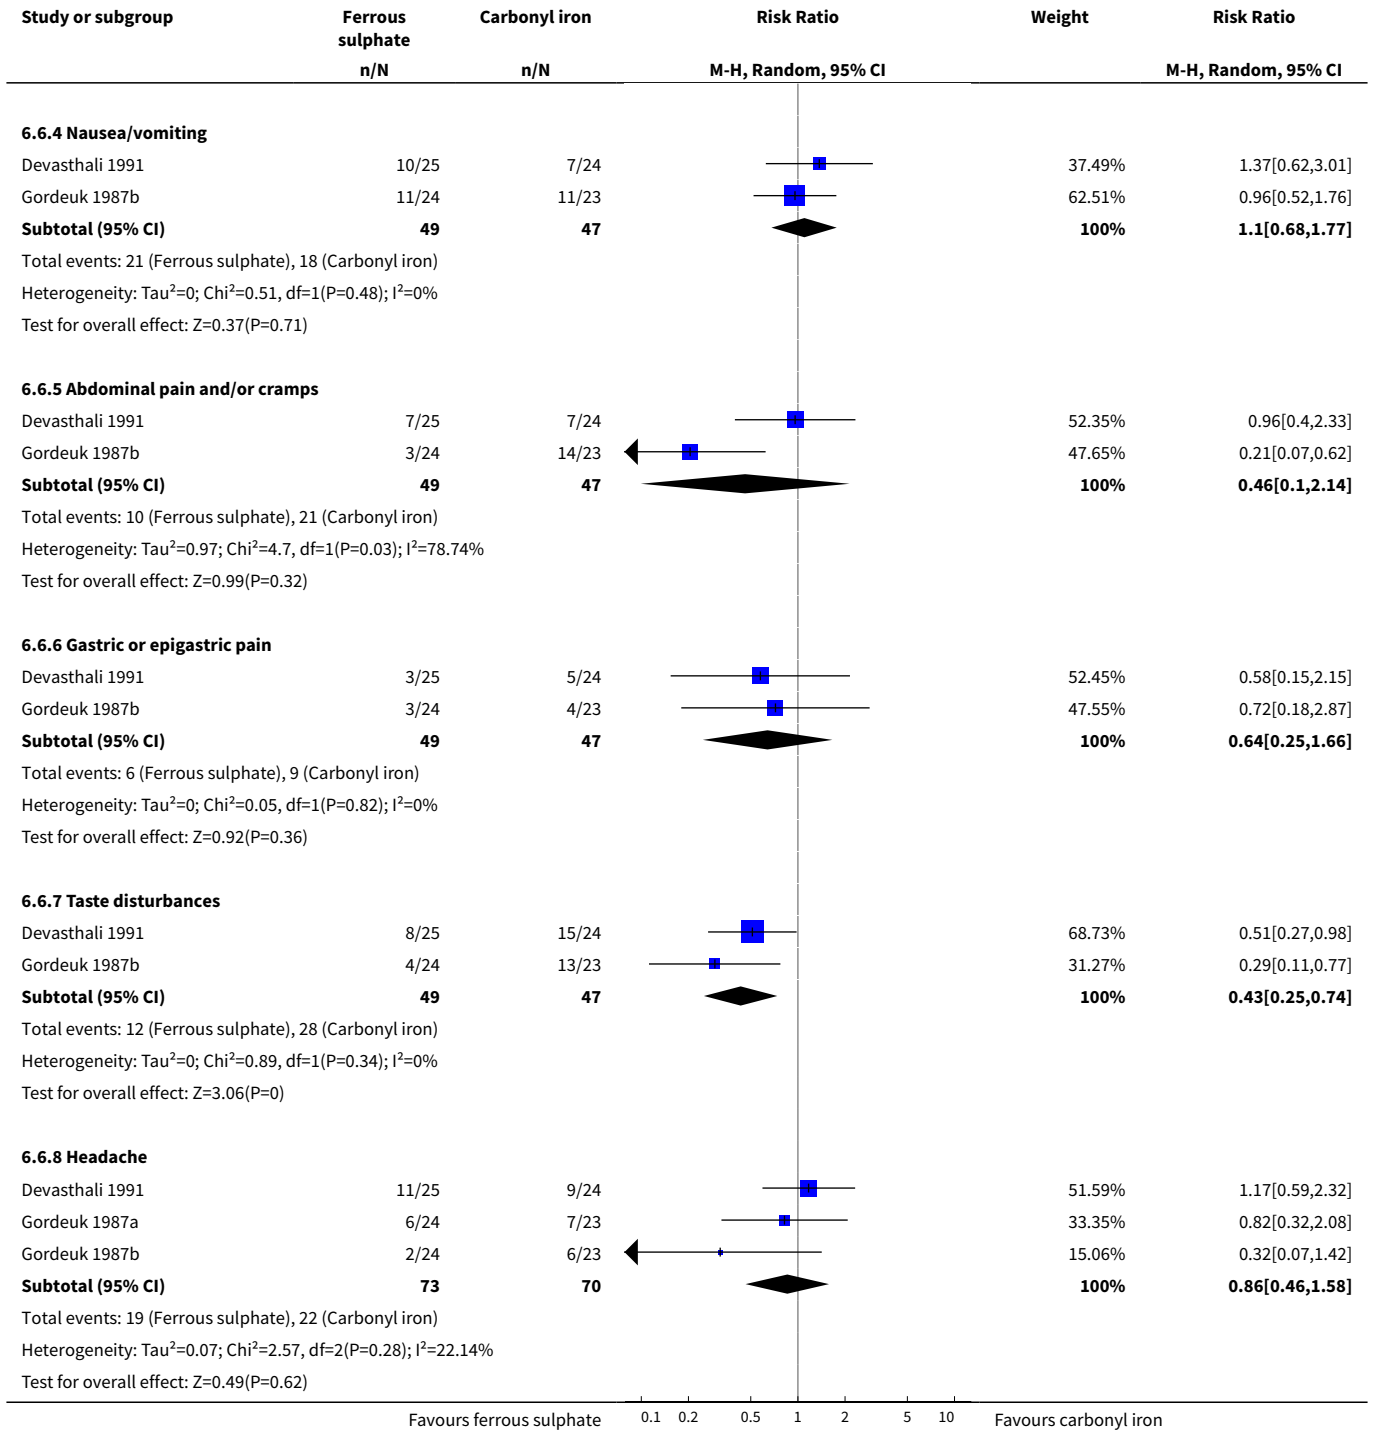 Study or subgroup Ferrous sulphate Carbonyl iron Risk Ratio Weight Risk Ratio
n/N n/N M-H, Random, 95% CI M-H, Random, 95% CI
6.6.4 Nausea/vomiting
Devasthali 1991 10/25 7/24 37.49% 1.37[0.62,3.01]
Gordeuk 1987b 11/24 11/23 62.51% 0.96[0.52,1.76]
Subtotal (95% CI) 49 47 100% 1.1[0.68,1.77]
Total events: 21 (Ferrous sulphate), 18 (Carbonyl iron)
Heterogeneity: Tau²=0; Chi²=0.51, df=1(P=0.48); I²=0%
Test for overall effect: Z=0.37(P=0.71)
6.6.5 Abdominal pain and/or cramps
Devasthali 1991 7/25 7/24 52.35% 0.96[0.4,2.33]
Gordeuk 1987b 3/24 14/23 47.65% 0.21[0.07,0.62]
Subtotal (95% CI) 49 47 100% 0.46[0.1,2.14]
Total events: 10 (Ferrous sulphate), 21 (Carbonyl iron)
Heterogeneity: Tau²=0.97; Chi²=4.7, df=1(P=0.03); I²=78.74%
Test for overall effect: Z=0.99(P=0.32)
6.6.6 Gastric or epigastric pain
Devasthali 1991 3/25 5/24 52.45% 0.58[0.15,2.15]
Gordeuk 1987b 3/24 4/23 47.55% 0.72[0.18,2.87]
Subtotal (95% CI) 49 47 100% 0.64[0.25,1.66]
Total events: 6 (Ferrous sulphate), 9 (Carbonyl iron)
Heterogeneity: Tau²=0; Chi²=0.05, df=1(P=0.82); I²=0%
Test for overall effect: Z=0.92(P=0.36)
6.6.7 Taste disturbances
Devasthali 1991 8/25 15/24 68.73% 0.51[0.27,0.98]
Gordeuk 1987b 4/24 13/23 31.27% 0.29[0.11,0.77]
Subtotal (95% CI) 49 47 100% 0.43[0.25,0.74]
Total events: 12 (Ferrous sulphate), 28 (Carbonyl iron)
Heterogeneity: Tau²=0; Chi²=0.89, df=1(P=0.34); I²=0%
Test for overall effect: Z=3.06(P=0)
6.6.8 Headache
Devasthali 1991 11/25 9/24 51.59% 1.17[0.59,2.32]
Gordeuk 1987a 6/24 7/23 33.35% 0.82[0.32,2.08]
Gordeuk 1987b 2/24 6/23 15.06% 0.32[0.07,1.42]
Subtotal (95% CI) 73 70 100% 0.86[0.46,1.58]
Total events: 19 (Ferrous sulphate), 22 (Carbonyl iron)
Heterogeneity: Tau²=0.07; Chi²=2.57, df=2(P=0.28); I²=22.14%
Test for overall effect: Z=0.49(P=0.62)
Favours ferrous sulphate 0.1 0.2 0.5 1 2 5 10 Favours carbonyl iron